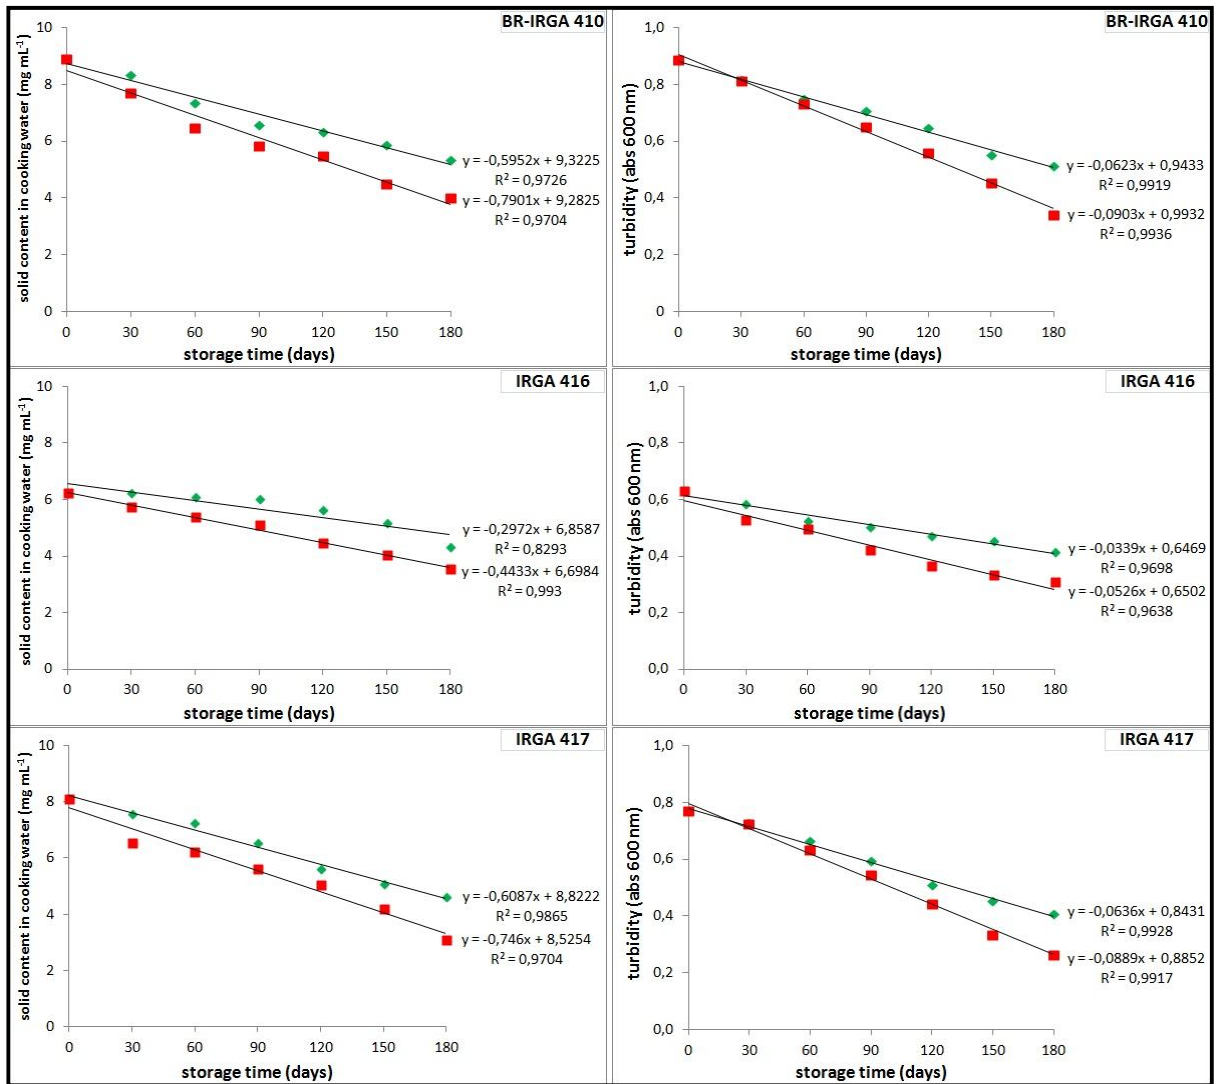 BR-IRGA 410
solid content in cooking water (mg mL-1)
10
8
6
4
2
0
y = -0,5952x + 9,3225
R² = 0,9726
y = -0,7901x + 9,2825
R² = 0,9704
0 30 60 90 120 150 180
storage time (days)
BR-IRGA 410
turbidity (abs 600 nm)
1,0
0,8
0,6
0,4
0,2
0
y = -0,0623x + 0,9433
R² = 0,9919
y = -0,0903x + 0,9932
R² = 0,9936
0 30 60 90 120 150 180
storage time (days)
IRGA 416
solid content in cooking water (mg mL-1)
10
8
6
4
2
0
y = -0,2972x + 6,8587
R² = 0,8293
y = -0,4433x + 6,6984
R² = 0,993
0 30 60 90 120 150 180
storage time (days)
IRGA 416
turbidity (abs 600 nm)
1,0
0,8
0,6
0,4
0,2
0,0
y = -0,0339x + 0,6469
R² = 0,9698
y = -0,0526x + 0,6502
R² = 0,9638
0 30 60 90 120 150 180
storage time (days)
IRGA 417
solid content in cooking water (mg mL-1)
10
8
6
4
2
0
y = -0,6087x + 8,8222
R² = 0,9865
y = -0,746x + 8,5254
R² = 0,9704
0 30 60 90 120 150 180
storage time (days)
IRGA 417
turbidity (abs 600 nm)
1,0
0,8
0,6
0,4
0,2
0,0
y = -0,0636x + 0,8431
R² = 0,9928
y = -0,0889x + 0,8852
R² = 0,9917
0 30 60 90 120 150 180
storage time (days)